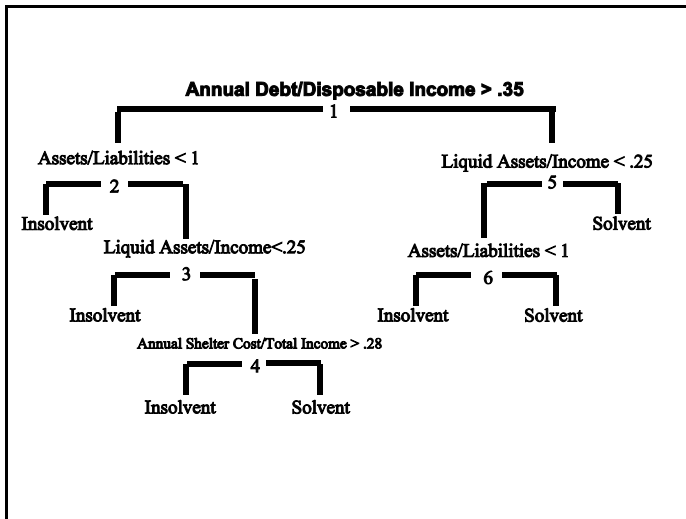 Annual Debt/Disposable Income > .35
1
Assets/Liabilities < 1
Liquid Assets/Income < .25
2
5
Insolvent
Solvent
Liquid Assets/Income<.25
Assets/Liabilities < 1
3
6
Insolvent
Insolvent
Solvent
Annual Shelter Cost/Total Income > .28
4
Insolvent
Solvent